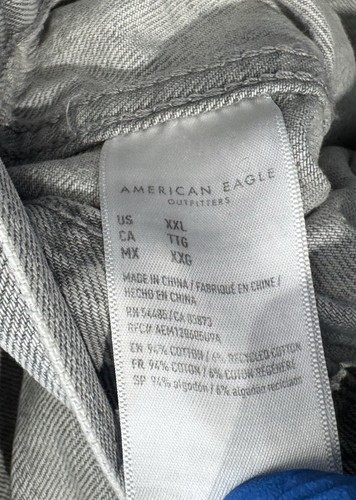 AMERICAN EAGLE
OUTFITTERS
US XXL
CA TTG
MX XXG
MADE IN CHINA / FABRIQUÉ EN CHINE /
HECHO EN CHINA
RN 54485/CA 03873
RFC# AEM120605U9A
EN: 94% COTTON / 6% RECYCLED COTTON
FR: 94% COTON / 6% COTON RÉGÉNÉRÉ
SP: 94% algodón / 6% algodón reciclado